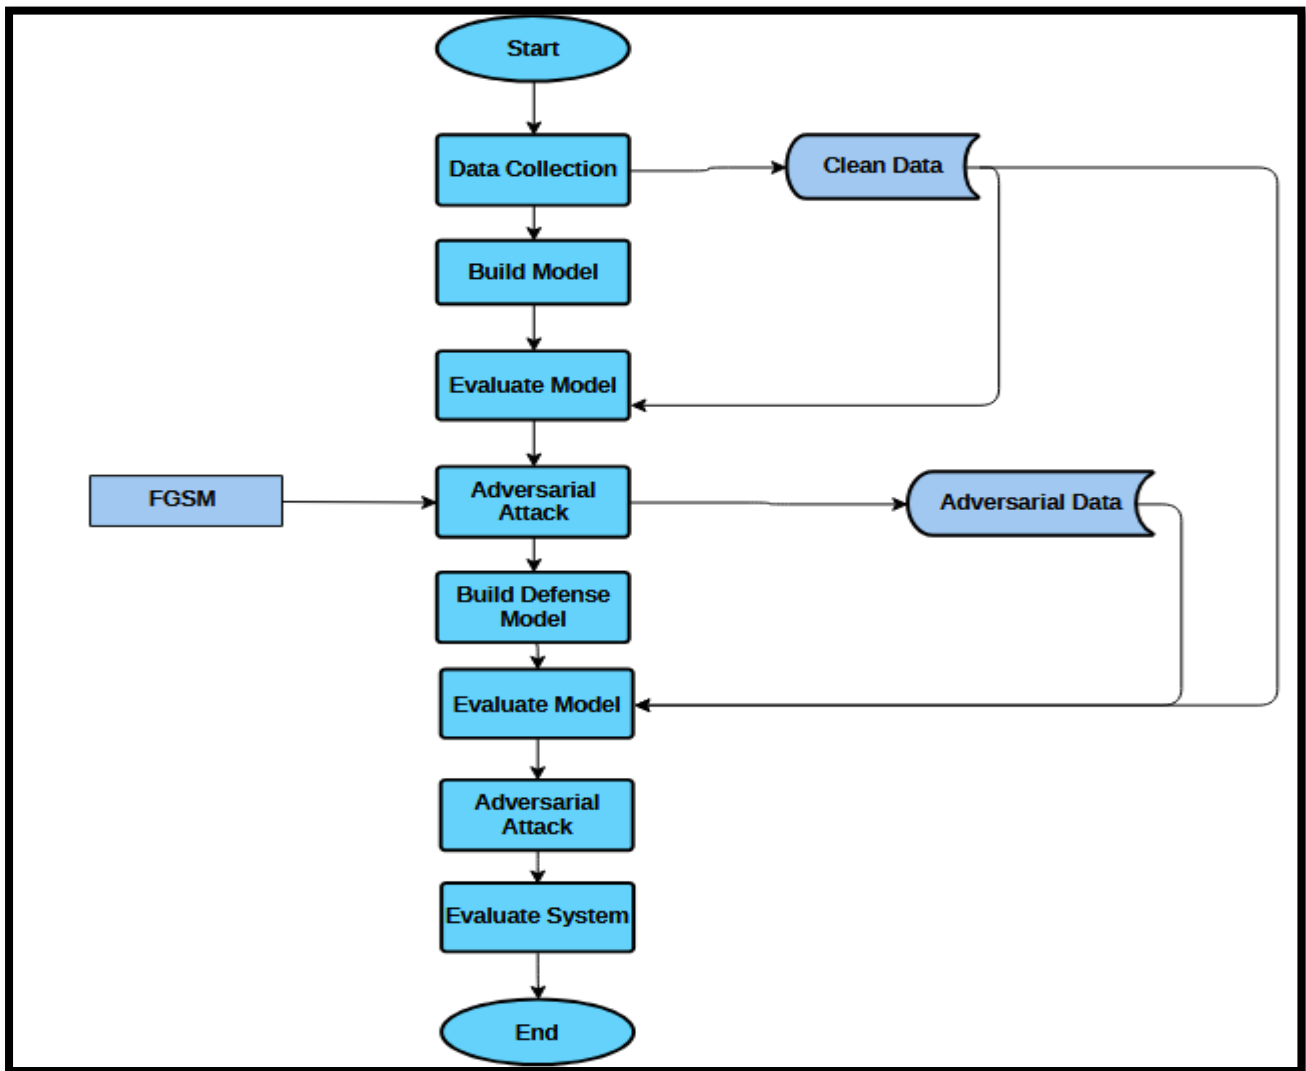 Start
Data Collection
Clean Data
Build Model
Evaluate Model
FGSM
Adversarial
Attack
Adversarial Data
Build Defense
Model
Evaluate Model
Adversarial
Attack
Evaluate System
End